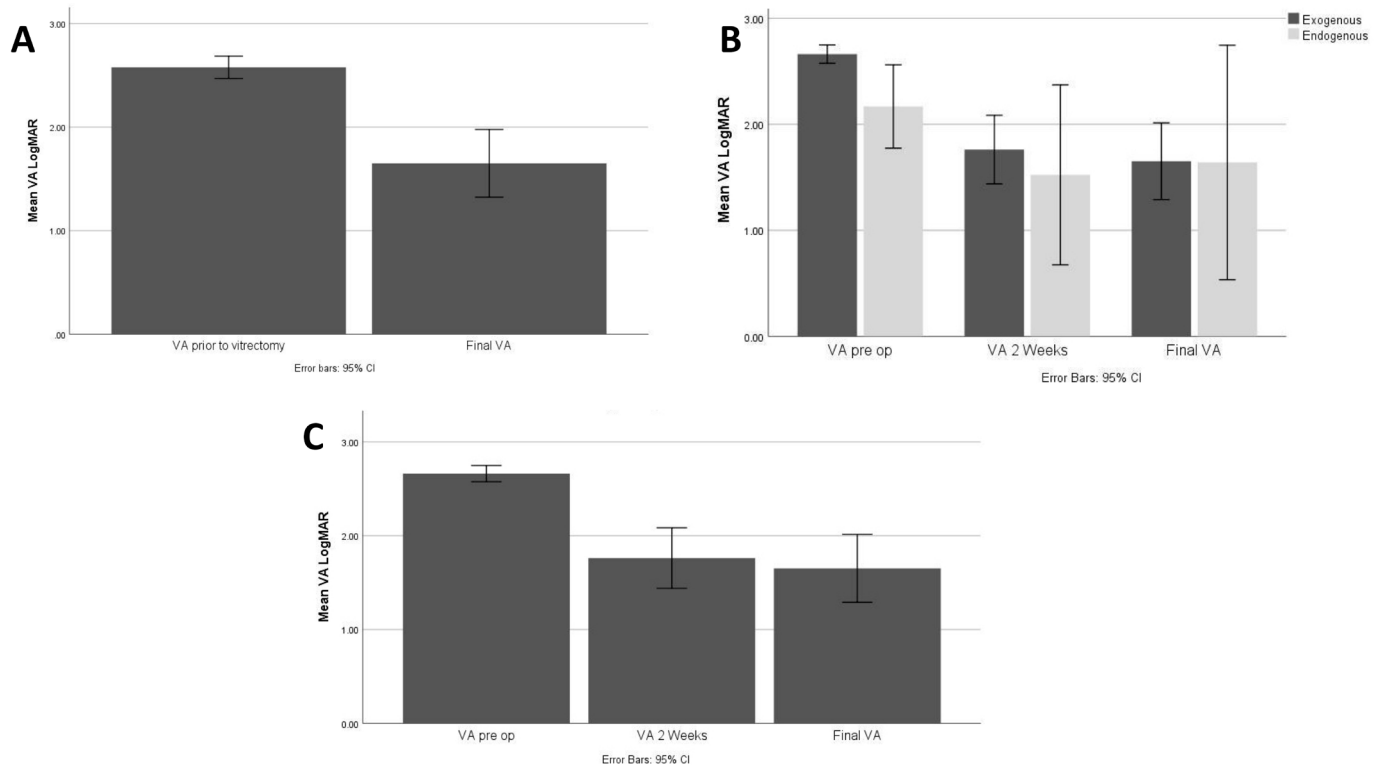 A
Mean VA LogMAR
3.00
2.00
1.00
.00
VA prior to vitrectomy
Final VA
Error bars: 95% CI
B
Exogenous
Endogenous
Mean VA LogMAR
3.00
2.00
1.00
0.00
VA pre op
VA 2 Weeks
Final VA
Error Bars: 95% CI
C
Mean VA LogMAR
3.00
2.00
1.00
0.00
VA pre op
VA 2 Weeks
Final VA
Error Bars: 95% CI